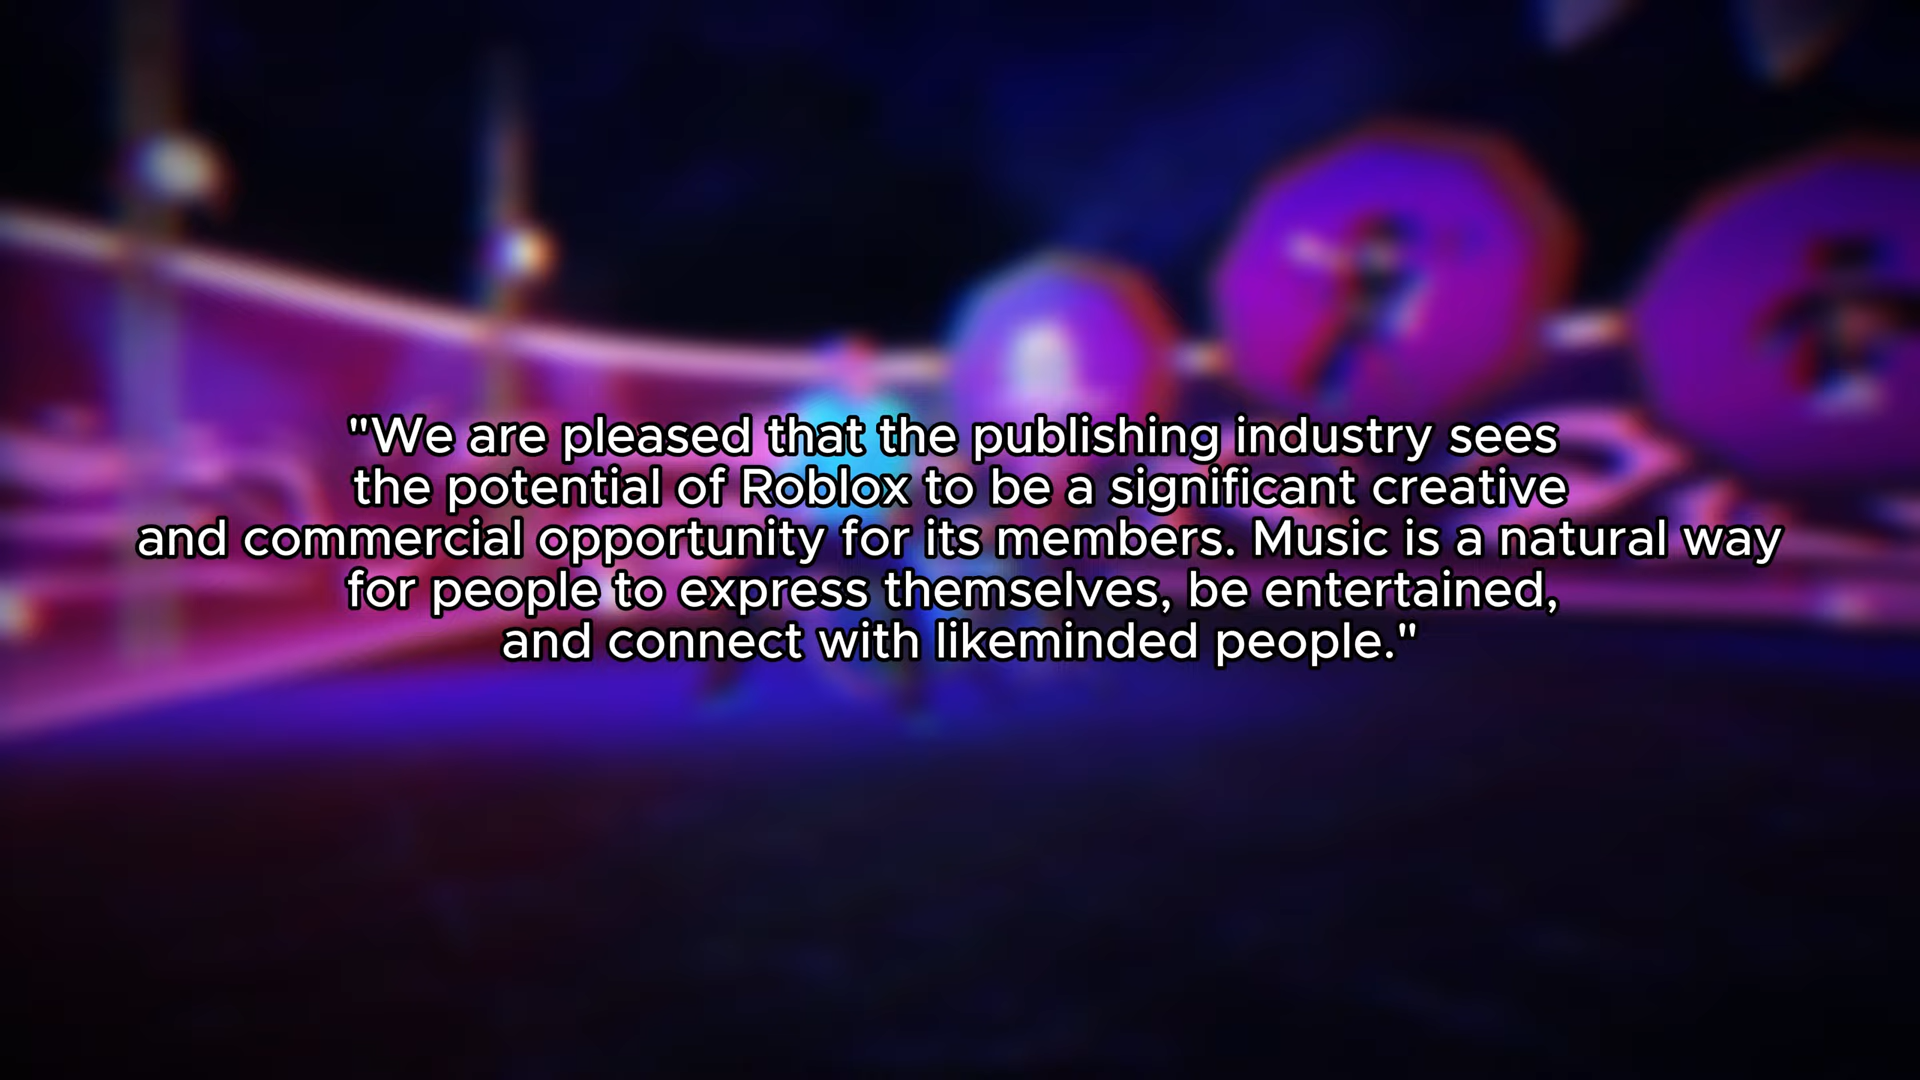 "We are pleased that the publishing industry sees
the potential of Roblox to be a significant creative
and commercial opportunity for its members. Music is a natural way
for people to express themselves, be entertained,
and connect with likeminded people."